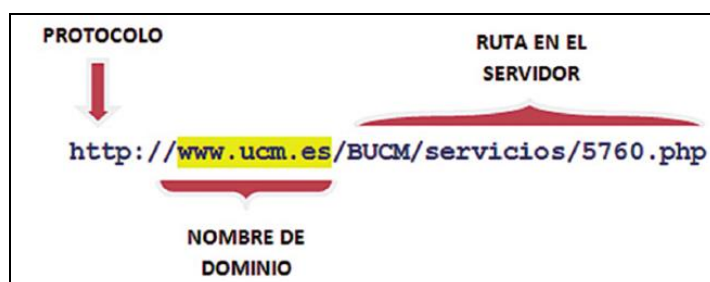 PROTOCOLO
RUTA EN EL
SERVIDOR
http://www.ucm.es/BUCM/servicios/5760.php
NOMBRE DE
DOMINIO